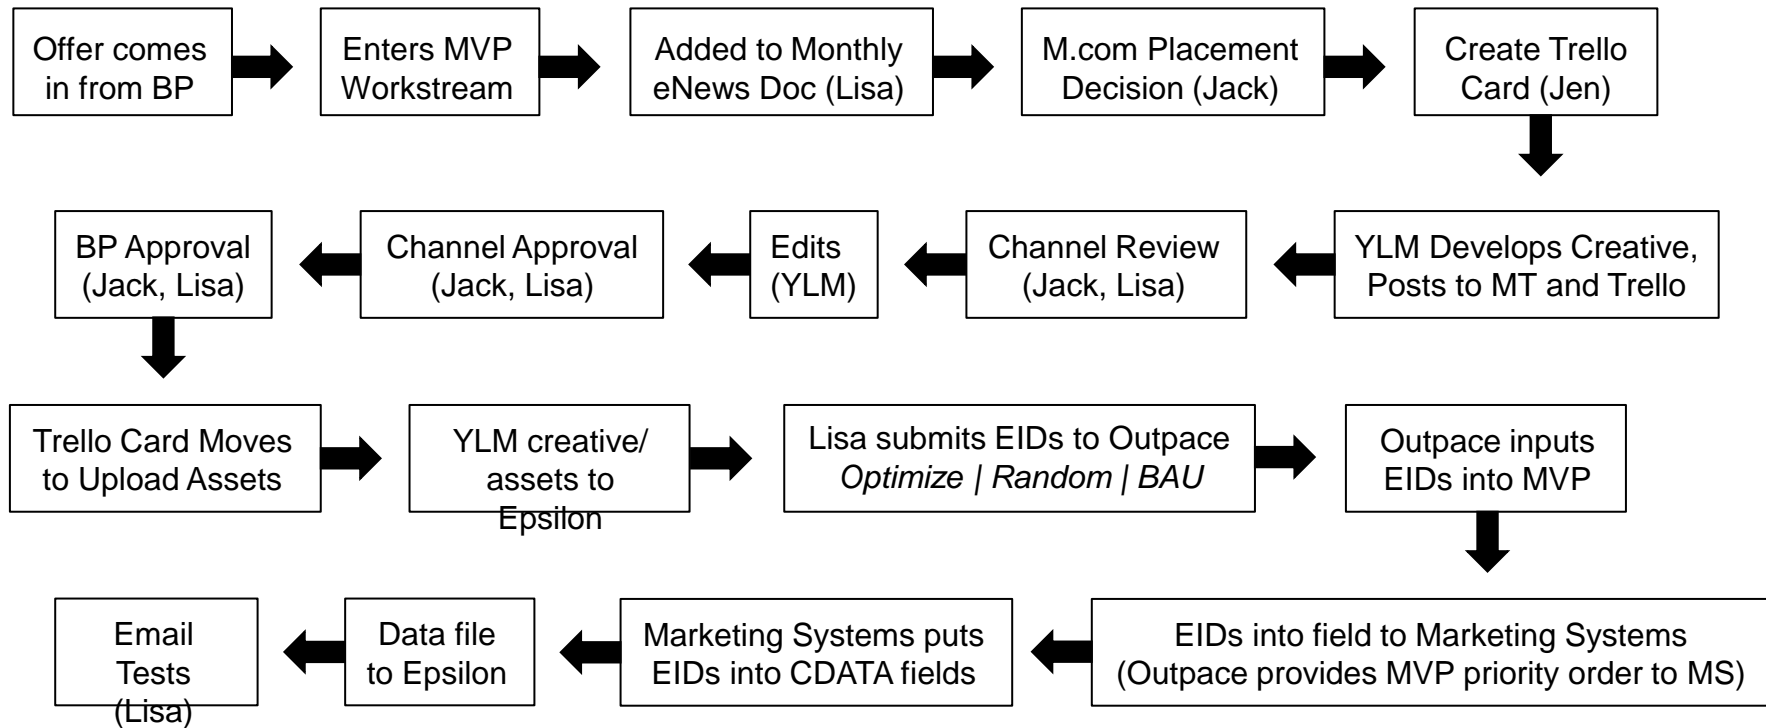 Offer comes
in from BP
Enters MVP
Workstream
Added to Monthly
eNews Doc (Lisa)
M.com Placement
Decision (Jack)
Create Trello
Card (Jen)
YLM Develops Creative,
Posts to MT and Trello
Channel Review
(Jack, Lisa)
Edits
(YLM)
Channel Approval
(Jack, Lisa)
BP Approval
(Jack, Lisa)
Trello Card Moves
to Upload Assets
YLM creative/
assets to
Epsilon
Lisa submits EIDs to Outpace
Optimize | Random | BAU
Outpace inputs
EIDs into MVP
EIDs into field to Marketing Systems
(Outpace provides MVP priority order to MS)
Marketing Systems puts
EIDs into CDATA fields
Data file
to Epsilon
Email
Tests
(Lisa)